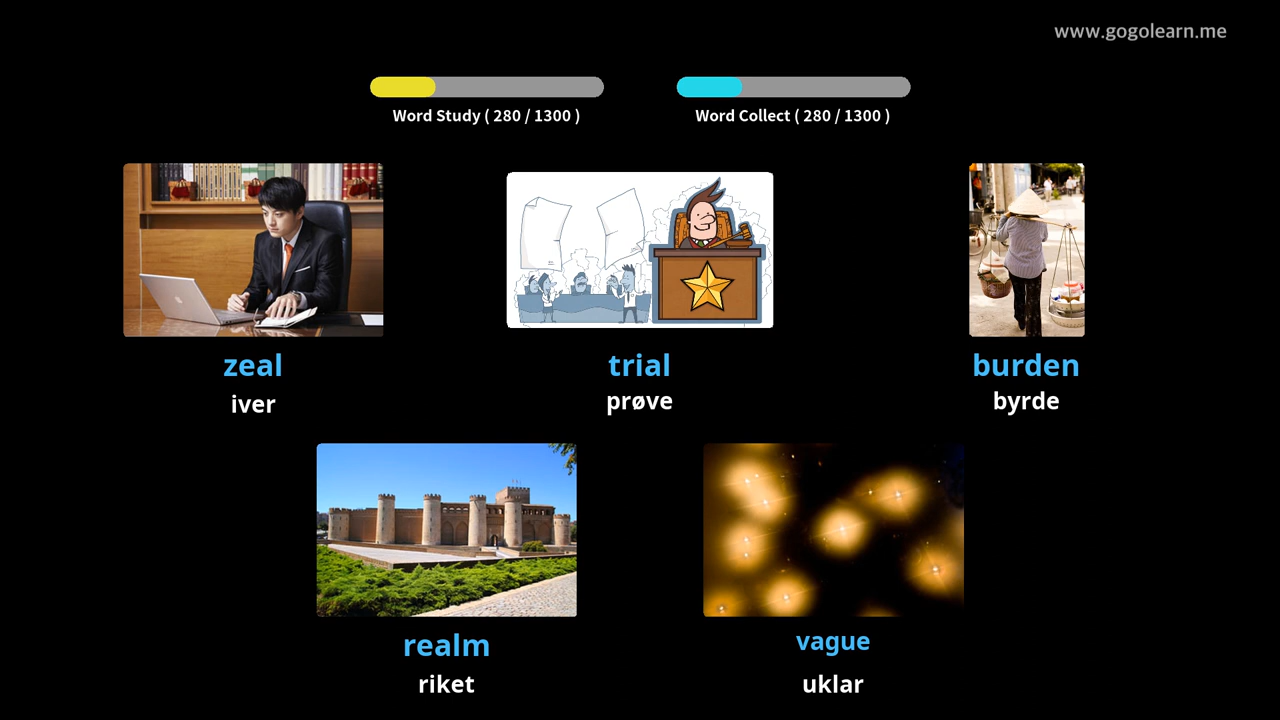 www.gogolearn.me
Word Study ( 280 / 1300 )
Word Collect ( 280 / 1300 )
zeal
iver
trial
prøve
burden
byrde
realm
riket
vague
uklar